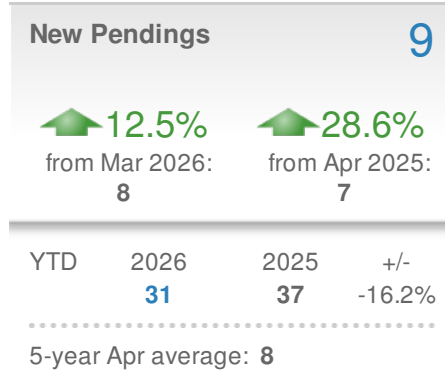 New Pendings 9
12.5% 28.6%
from Mar 2026: from Apr 2025:
8 7
YTD 2026 2025 +/-
31 37 -16.2%
5-year Apr average: 8